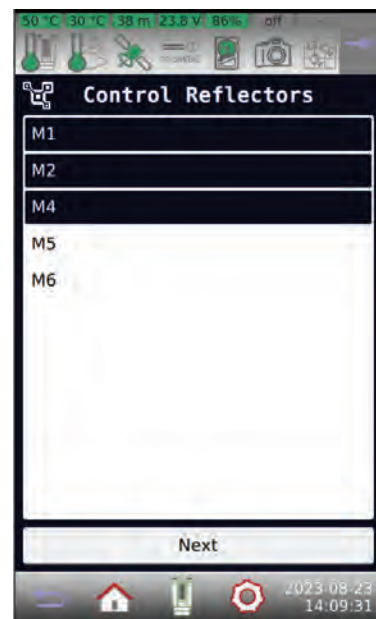 50 °C 30 °C 38 m 23.8 V 86% off
Control Reflectors
M1
M2
M4
M5
M6
Next
2023-08-23
14:09:31